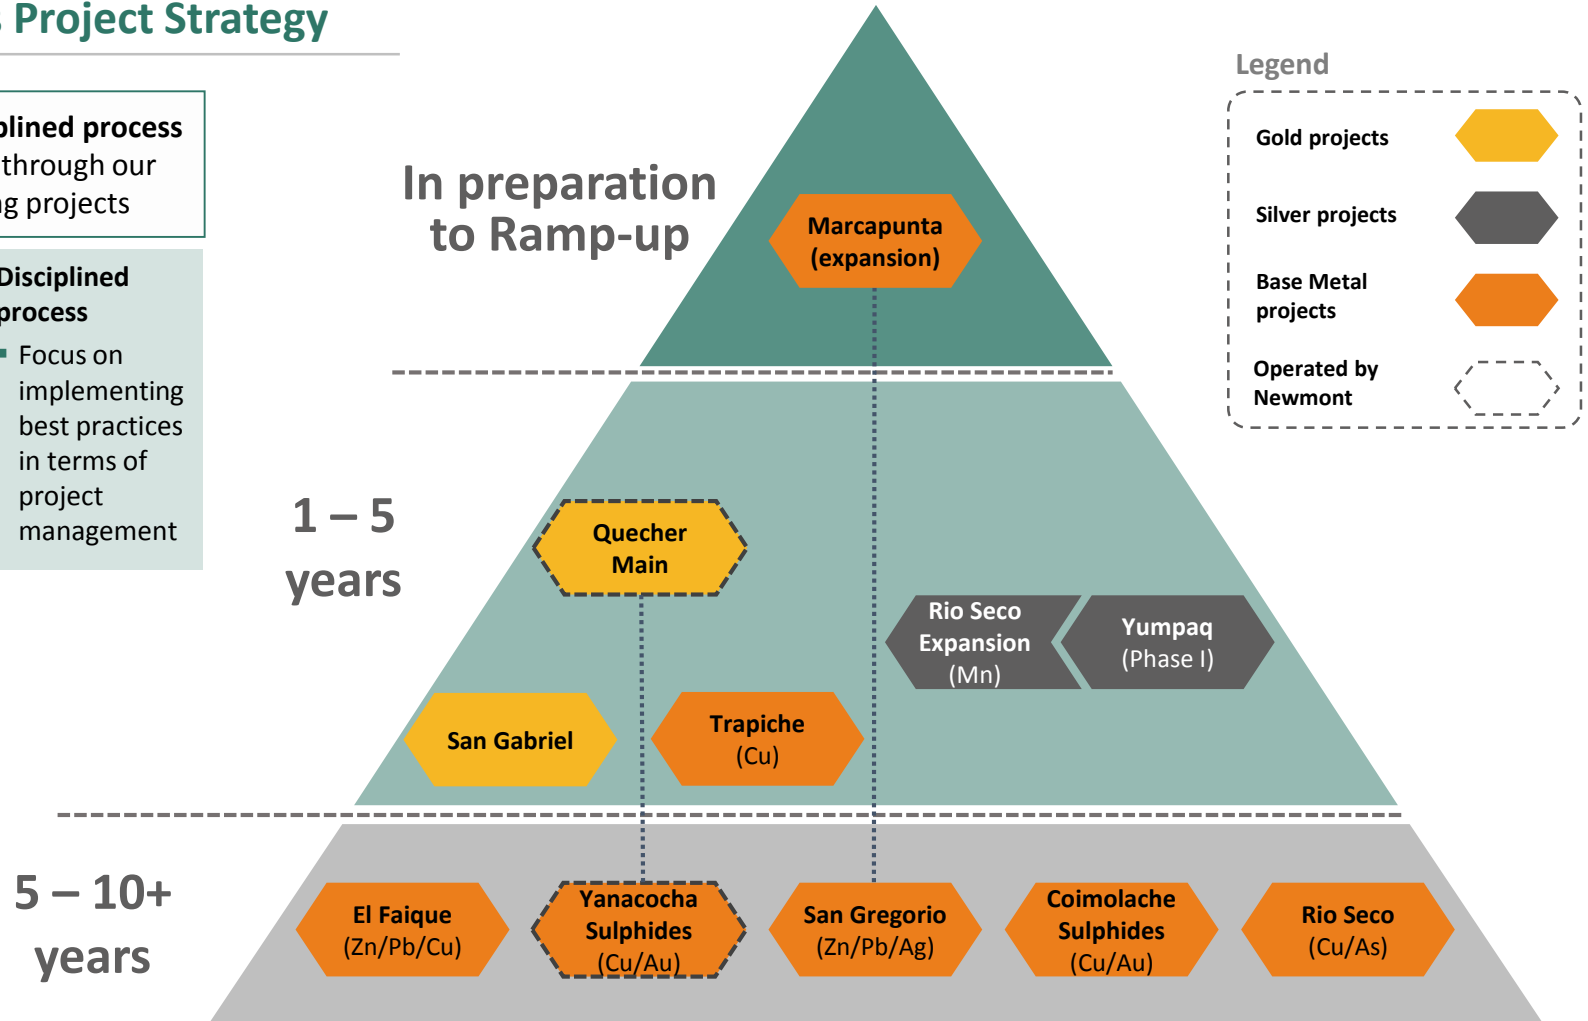 Project Strategy
process
through our
projects
Disciplined
process
Focus on
implementing
best practices
in terms of
project
management
In preparation
to Ramp-up
Marcapunta
(expansion)
Legend
Gold projects
Silver projects
Base Metal
projects
Operated by
Newmont
1 – 5
years
Quecher
Main
Rio Seco
Expansion
(Mn)
Yumpaq
(Phase I)
San Gabriel
Trapiche
(Cu)
5 – 10+
years
El Faique
(Zn/Pb/Cu)
Yanacocha
Sulphides
(Cu/Au)
San Gregorio
(Zn/Pb/Ag)
Coimolache
Sulphides
(Cu/Au)
Rio Seco
(Cu/As)